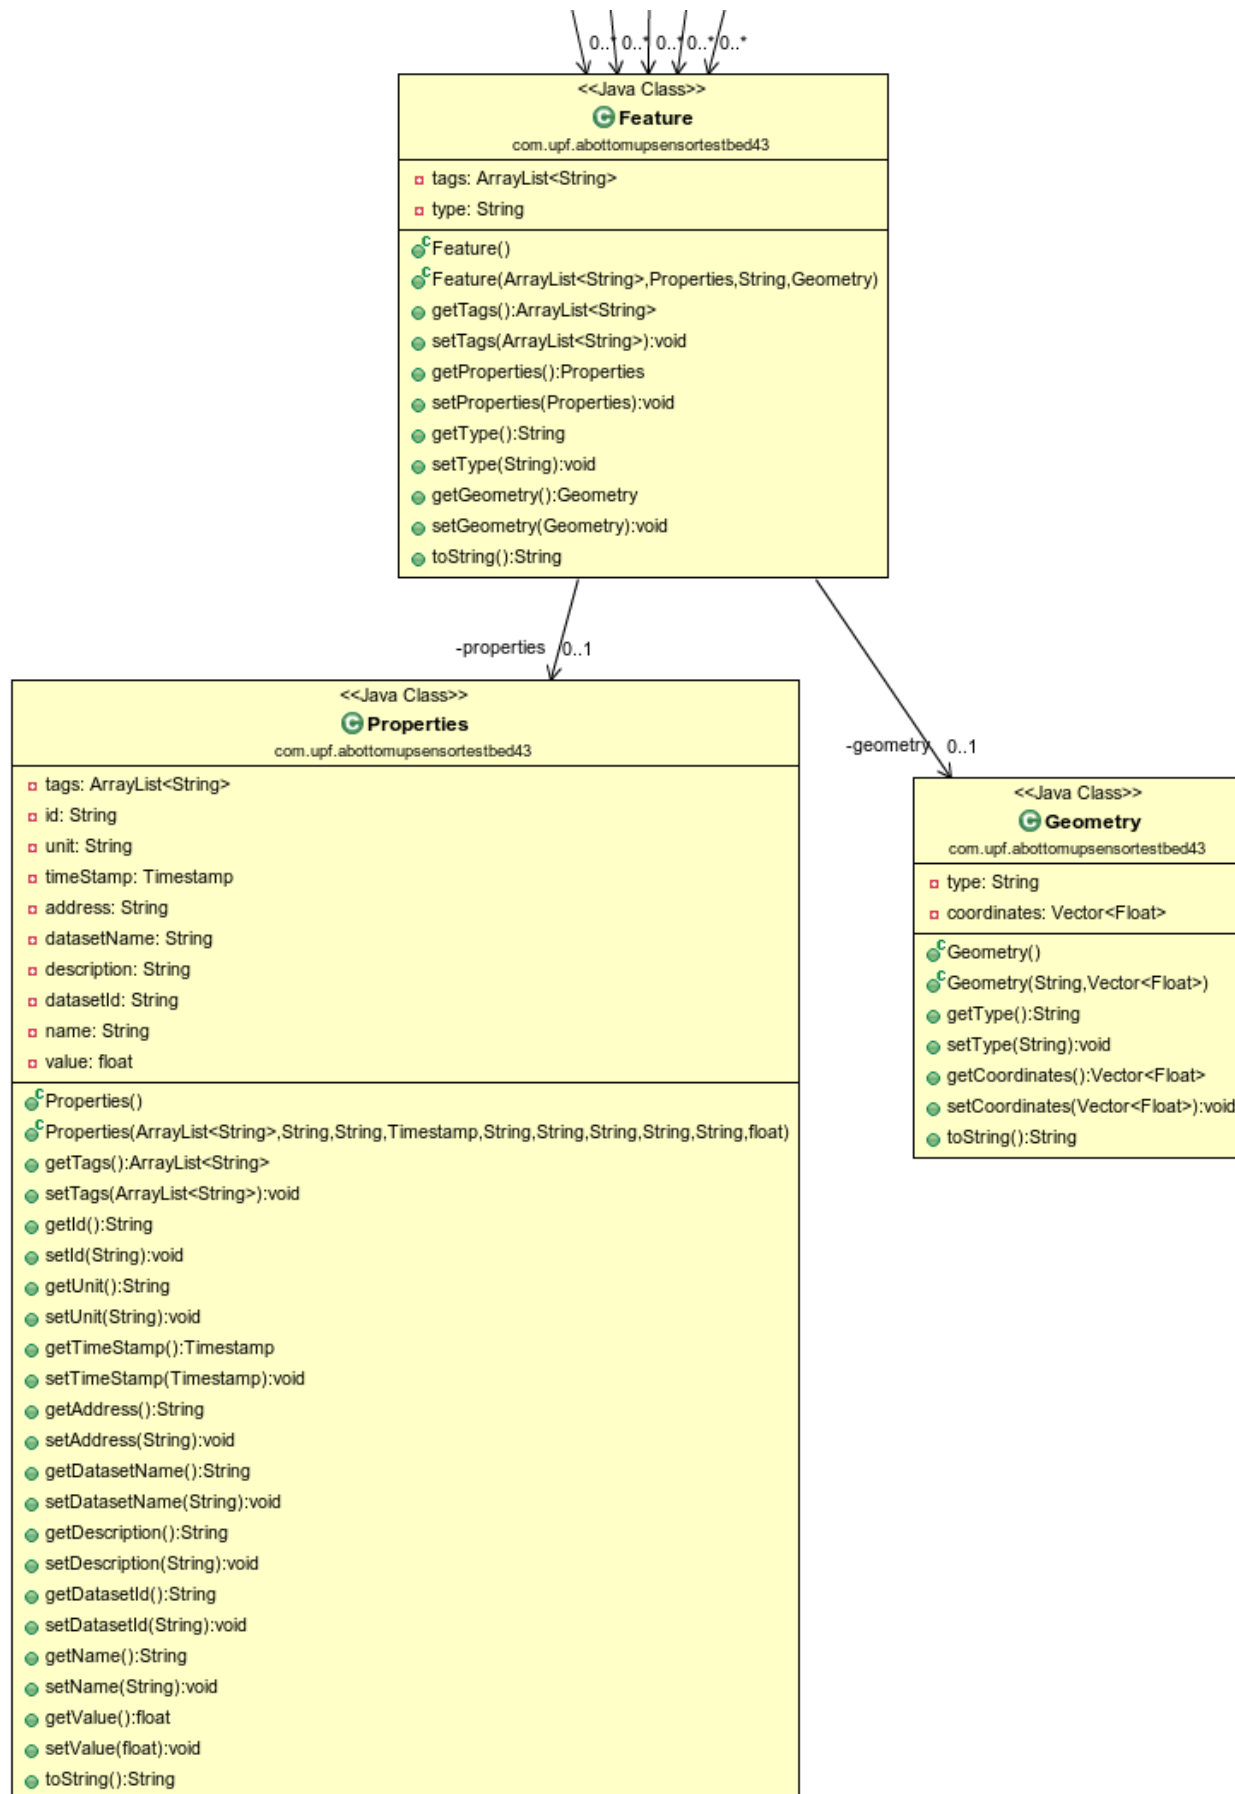 0..* 0..* 0..* 0..* 0..*
<<Java Class>>
Feature
com.upf.abottomupsensortestbed43
tags: ArrayList<String>
type: String
Feature()
Feature(ArrayList<String>,Properties,String,Geometry)
getTags():ArrayList<String>
setTags(ArrayList<String>):void
getProperties():Properties
setProperties(Properties):void
getType():String
setType(String):void
getGeometry():Geometry
setGeometry(Geometry):void
toString():String
-properties 0..1
-geometry 0..1
<<Java Class>>
Properties
com.upf.abottomupsensortestbed43
tags: ArrayList<String>
id: String
unit: String
timeStamp: Timestamp
address: String
datasetName: String
description: String
datasetId: String
name: String
value: float
Properties()
Properties(ArrayList<String>,String,String,Timestamp,String,String,String,String,String,float)
getTags():ArrayList<String>
setTags(ArrayList<String>):void
getId():String
setId(String):void
getUnit():String
setUnit(String):void
getTimeStamp():Timestamp
setTimeStamp(Timestamp):void
getAddress():String
setAddress(String):void
getDatasetName():String
setDatasetName(String):void
getDescription():String
setDescription(String):void
getDatasetId():String
setDatasetId(String):void
getName():String
setName(String):void
getValue():float
setValue(float):void
toString():String
<<Java Class>>
Geometry
com.upf.abottomupsensortestbed43
type: String
coordinates: Vector<Float>
Geometry()
Geometry(String,Vector<Float>)
getType():String
setType(String):void
getCoordinates():Vector<Float>
setCoordinates(Vector<Float>):void
toString():String